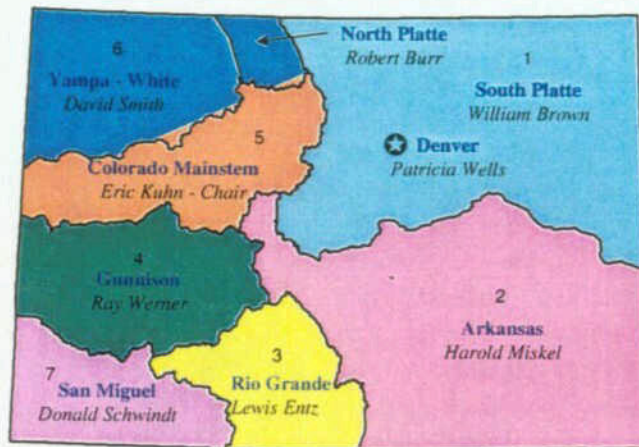 6
Yampa - White
David Smith
North Platte
Robert Burr
1
South Platte
William Brown
Denver
Patricia Wells
5
Colorado Mainstem
Eric Kuhn - Chair
4
Gunnison
Ray Werner
2
Arkansas
Harold Miskel
3
Rio Grande
Lewis Entz
7
San Miguel
Donald Schwindt